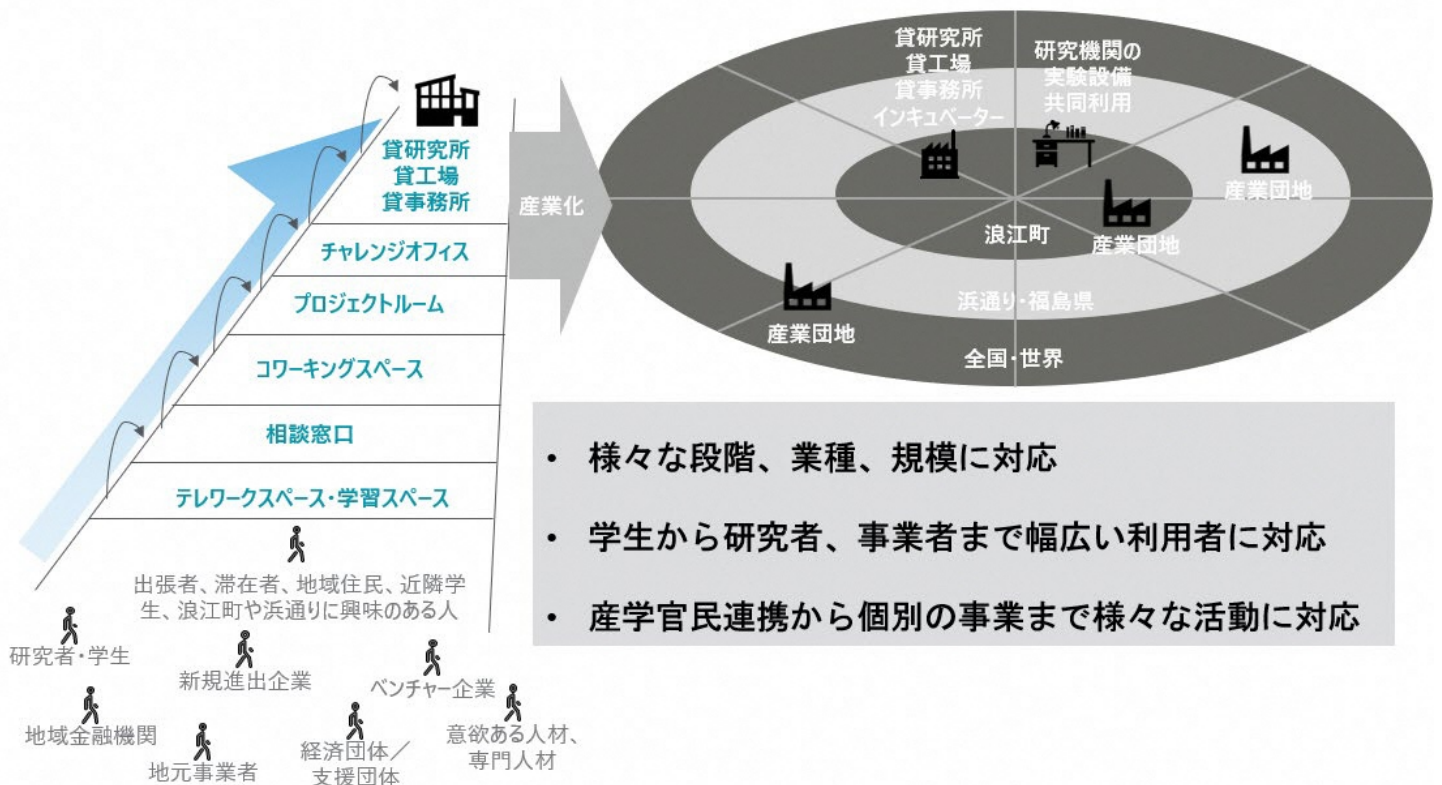 貸研究所
貸工場
貸事務所
チャレンジオフィス
プロジェクトルーム
コワーキングスペース
相談窓口
テレワークスペース・学習スペース
出張者、滞在者、地域住民、近隣学
生、浪江町や浜通りに興味のある人
研究者・学生
新規進出企業
ベンチャー企業
地域金融機関
地元事業者
経済団体／
支援団体
意欲ある人材、
専門人材
産業化
貸研究所
貸工場
貸事務所
インキュベーター
研究機関の
実験設備
共同利用
産業団地
産業団地
浪江町
産業団地
浜通り・福島県
全国・世界
• 様々な段階、業種、規模に対応
• 学生から研究者、事業者まで幅広い利用者に対応
• 産学官民連携から個別の事業まで様々な活動に対応